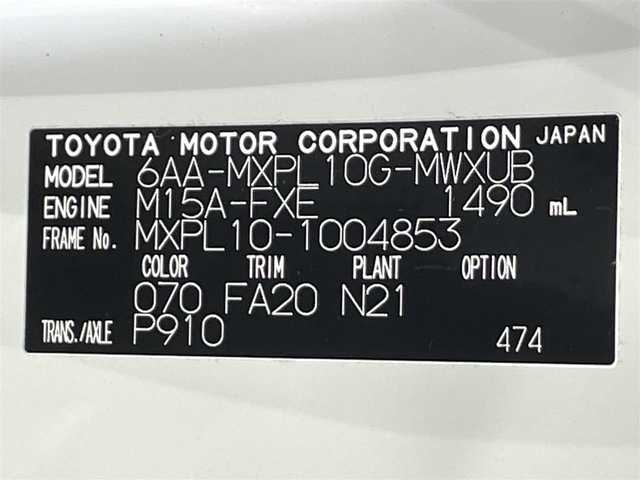 TOYOTA MOTOR CORPORATION JAPAN
MODEL 6AA-MXPL10G-MWXUB
ENGINE M15A-FXE 1490 mL
FRAME No. MXPL10-1004853
COLOR TRIM PLANT OPTION
070 FA20 N21
TRANS./AXLE P910 474